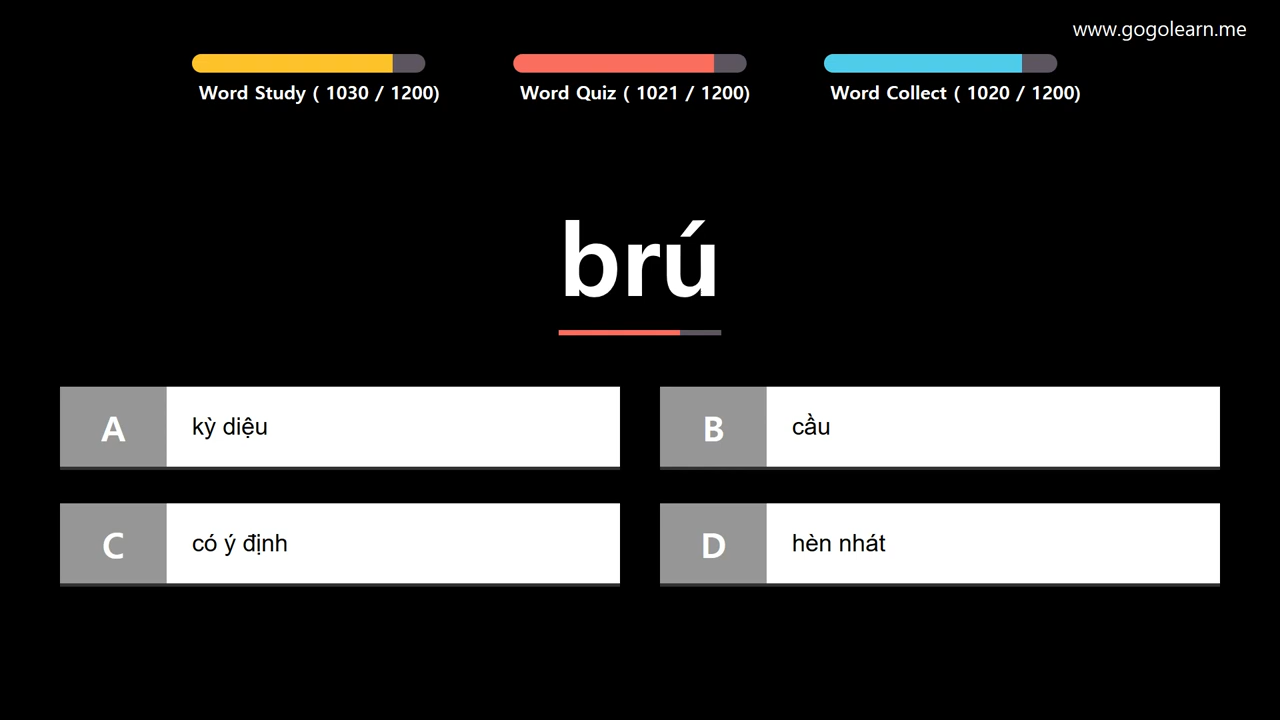 www.gogolearn.me
Word Study ( 1030 / 1200)
Word Quiz ( 1021 / 1200)
Word Collect ( 1020 / 1200)
brú
A kỳ diệu
B cầu
C có ý định
D hèn nhát